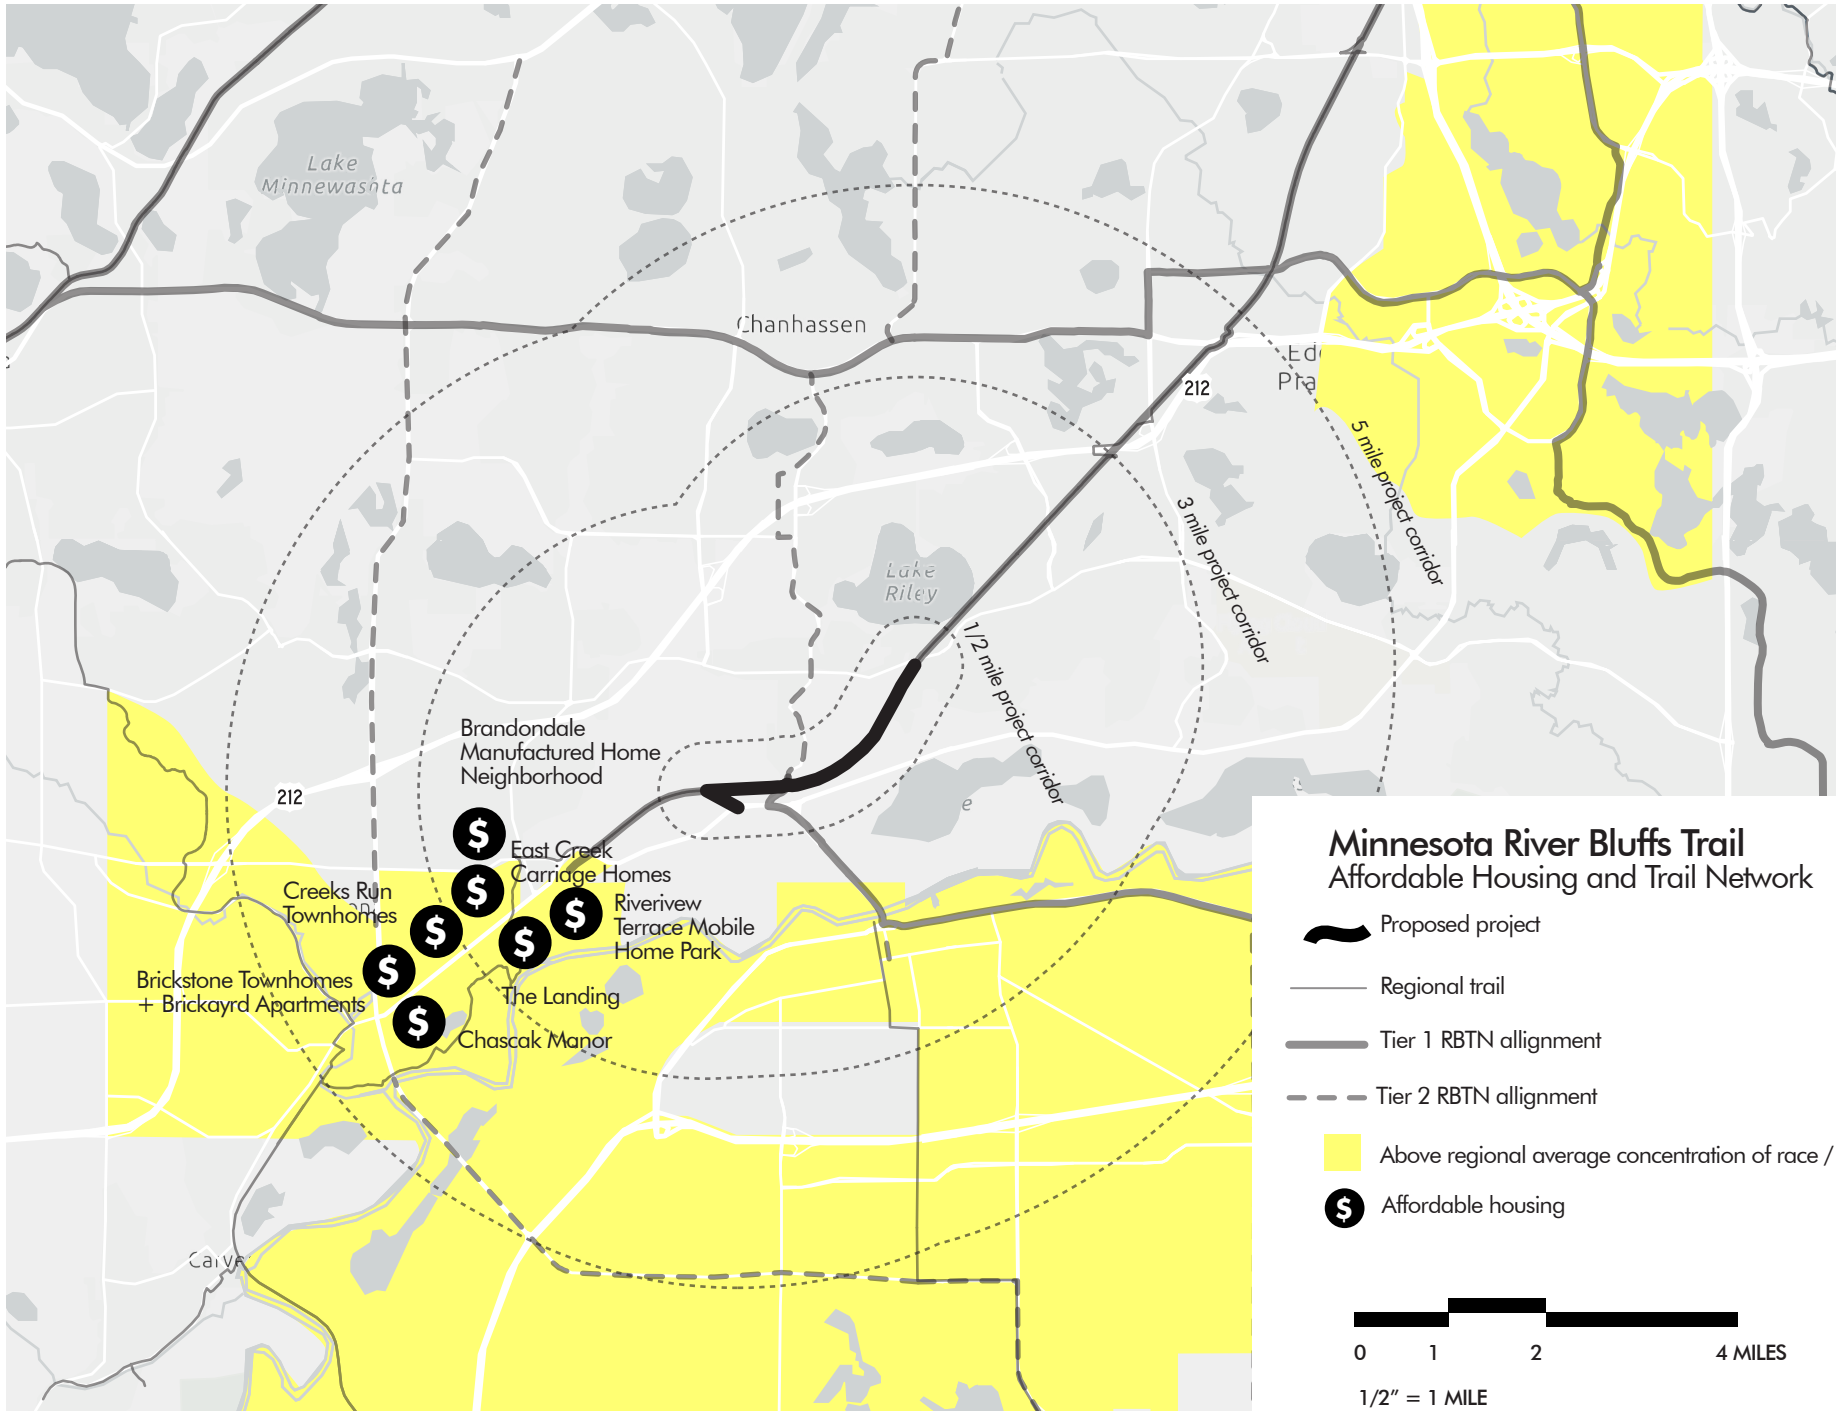 Lake
Minnewashta
Chanhassen
212
Pra
5 mile project corridor
3 mile project corridor
Lake
Riley
1/2 mile project corridor
Brandondale
Manufactured Home
Neighborhood
212
East Creek
Carriage Homes
Creeks Run
Townhomes
Riverivew
Terrace Mobile
Home Park
Brickstone Townhomes
+ Brickayrd Apartments
The Landing
Chascak Manor
Carve
Minnesota River Bluffs Trail
Affordable Housing and Trail Network
Proposed project
Regional trail
Tier 1 RBTN allignment
Tier 2 RBTN allignment
Above regional average concentration of race /
$ Affordable housing
0 1 2 4 MILES
1/2” = 1 MILE